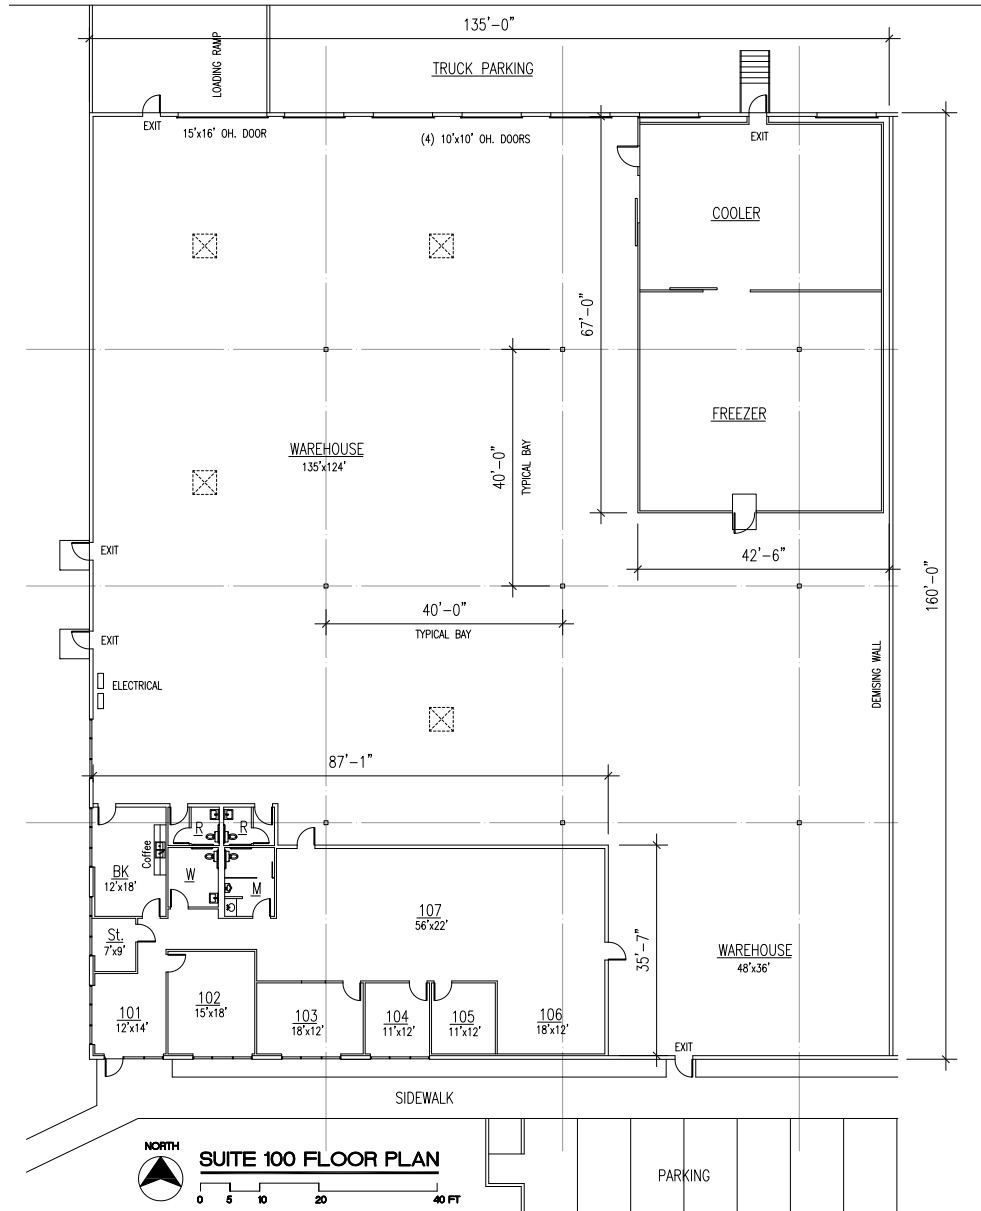 135'-0"
LOADING RAMP
TRUCK PARKING
EXIT
15'x16' OH. DOOR
(4) 10'x10' OH. DOORS
EXIT
COOLER
67'-0"
FREEZER
WAREHOUSE
135'x124'
40'-0"
TYPICAL BAY
EXIT
42'-6"
160'-0"
40'-0"
TYPICAL BAY
EXIT
DEMISING WALL
ELECTRICAL
87'-1"
R
R
Coffee
BK
12'x18'
W
M
107
56'x22'
St.
7'x9'
35'-7"
WAREHOUSE
48'x36'
101
12'x14'
102
15'x18'
103
18'x12'
104
11'x12'
105
11'x12'
106
18'x12'
EXIT
SIDEWALK
NORTH
SUITE 100 FLOOR PLAN
0 5 10 20 40 FT
PARKING